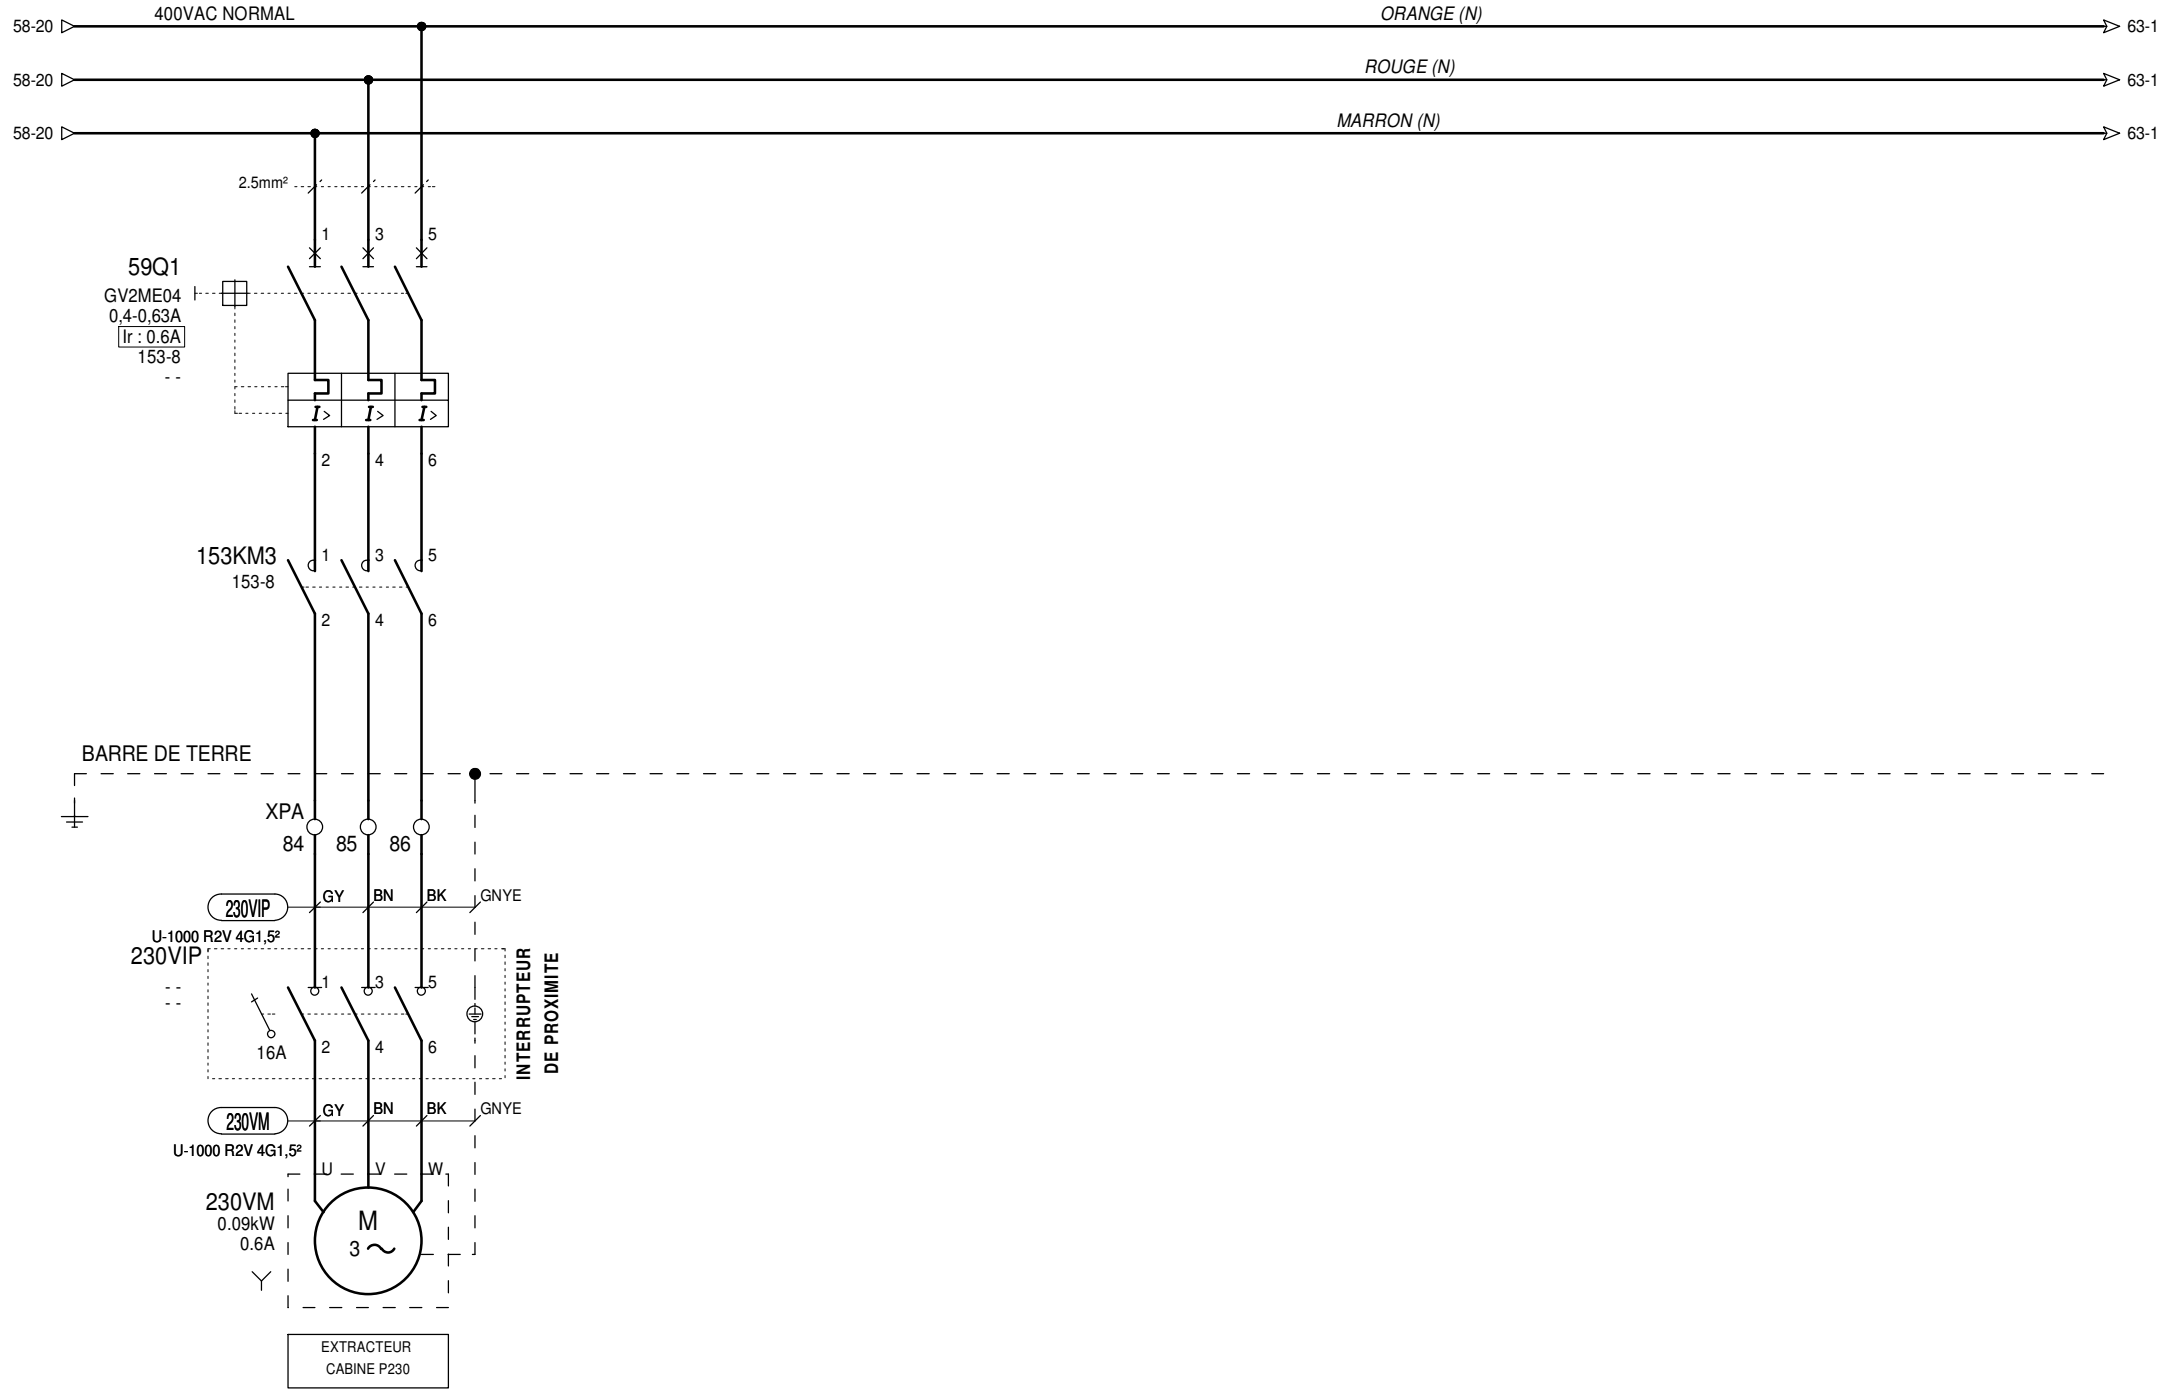 400VAC NORMAL
ORANGE (N)
58-20
63-1
ROUGE (N)
58-20
63-1
MARRON (N)
58-20
63-1
2.5mm²
1 3 5
59Q1
GV2ME04
0,4-0,63A
Ir : 0.6A
153-8
- -
I> I> I>
2 4 6
153KM3
1 3 5
153-8
2 4 6
BARRE DE TERRE
XPA
84 85 86
230VIP
GY BN BK GNYE
U-1000 R2V 4G1,5²
230VIP
- -
- -
1 3 5
16A
2 4 6
INTERRUPTEUR
DE PROXIMITE
230VM
GY BN BK GNYE
U-1000 R2V 4G1,5²
U V W
230VM
0.09kW
0.6A
M
3
EXTRACTEUR
CABINE P230